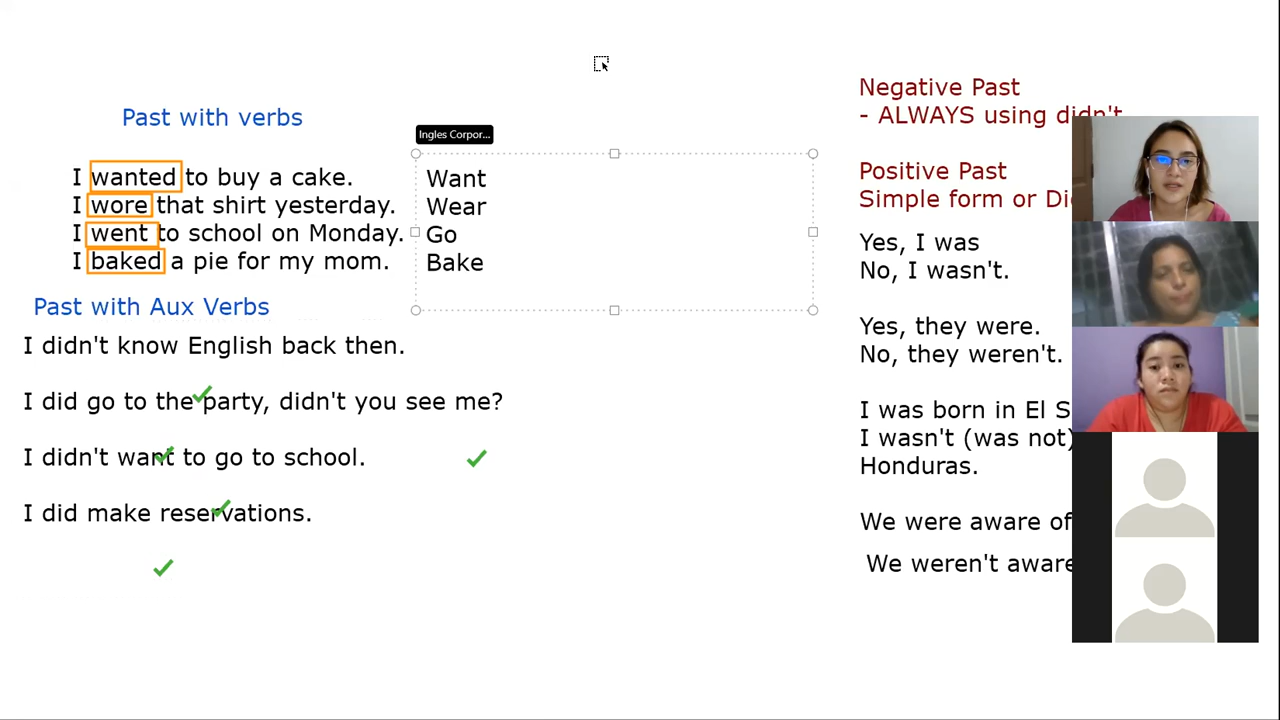 Past with verbs
I wanted to buy a cake.
I wore that shirt yesterday.
I went to school on Monday.
I baked a pie for my mom.
Ingles Corpor...
Want
Wear
Go
Bake
Past with Aux Verbs
I didn't know English back then.
I did go to the party, didn't you see me?
I didn't want to go to school.
I did make reservations.
Negative Past
- ALWAYS using didn't
Positive Past
Simple form or
Yes, I was
No, I wasn't.
Yes, they were.
No, they weren't.
I was born in El
I wasn't (was not)
Honduras.
We were aware of
We weren't aware